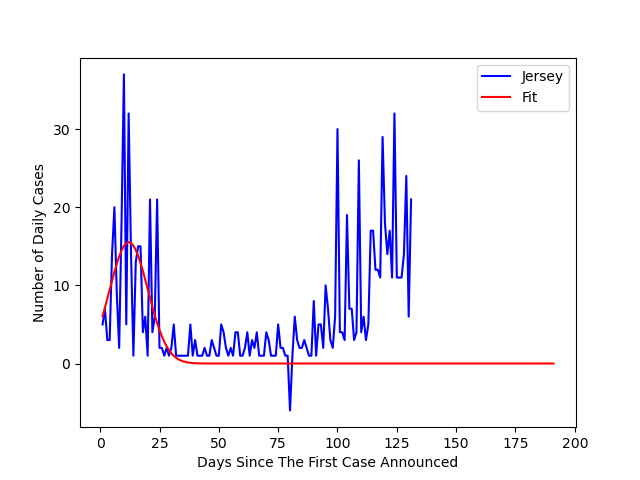 Jersey
Fit
30
20
10
0
Number of Daily Cases
0 25 50 75 100 125 150 175 200
Days Since The First Case Announced